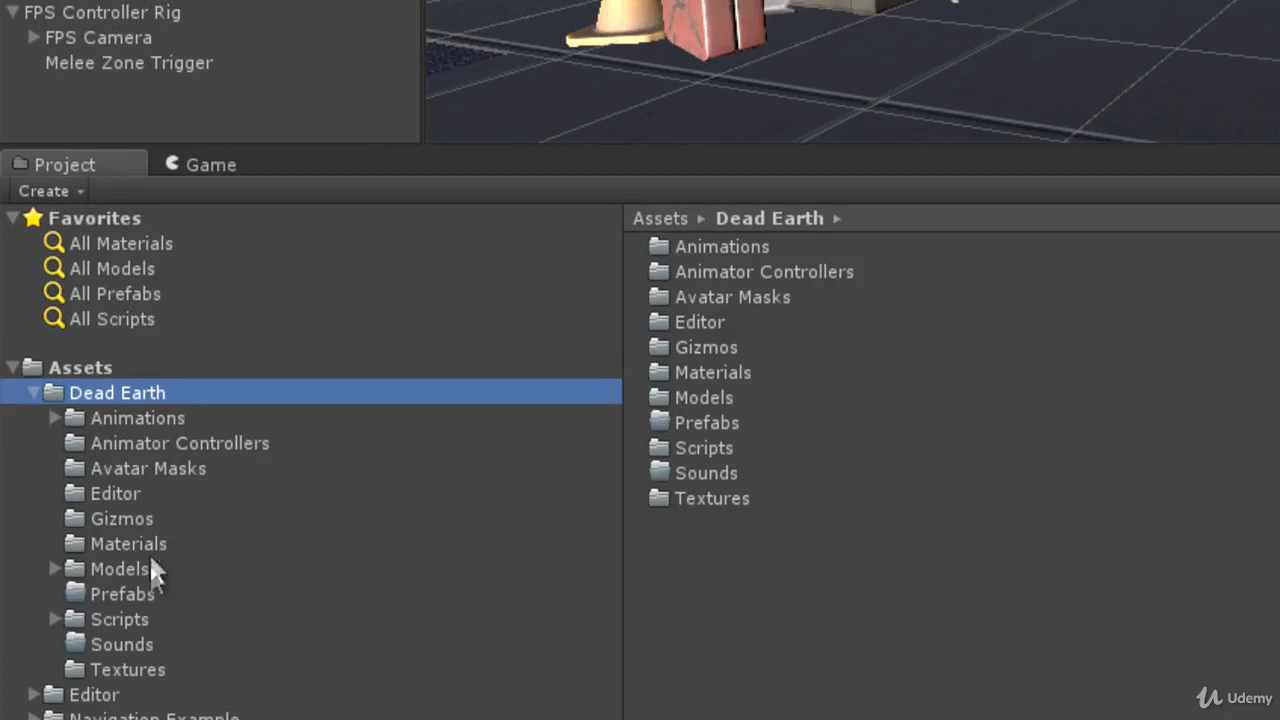 FPS Controller Rig
FPS Camera
Melee Zone Trigger
Project
Game
Create
Favorites
All Materials
All Models
All Prefabs
All Scripts
Assets
Dead Earth
Animations
Animator Controllers
Avatar Masks
Editor
Gizmos
Materials
Models
Prefabs
Scripts
Sounds
Textures
Editor
Navigation Example
Assets Dead Earth
Animations
Animator Controllers
Avatar Masks
Editor
Gizmos
Materials
Models
Prefabs
Scripts
Sounds
Textures
Udemy